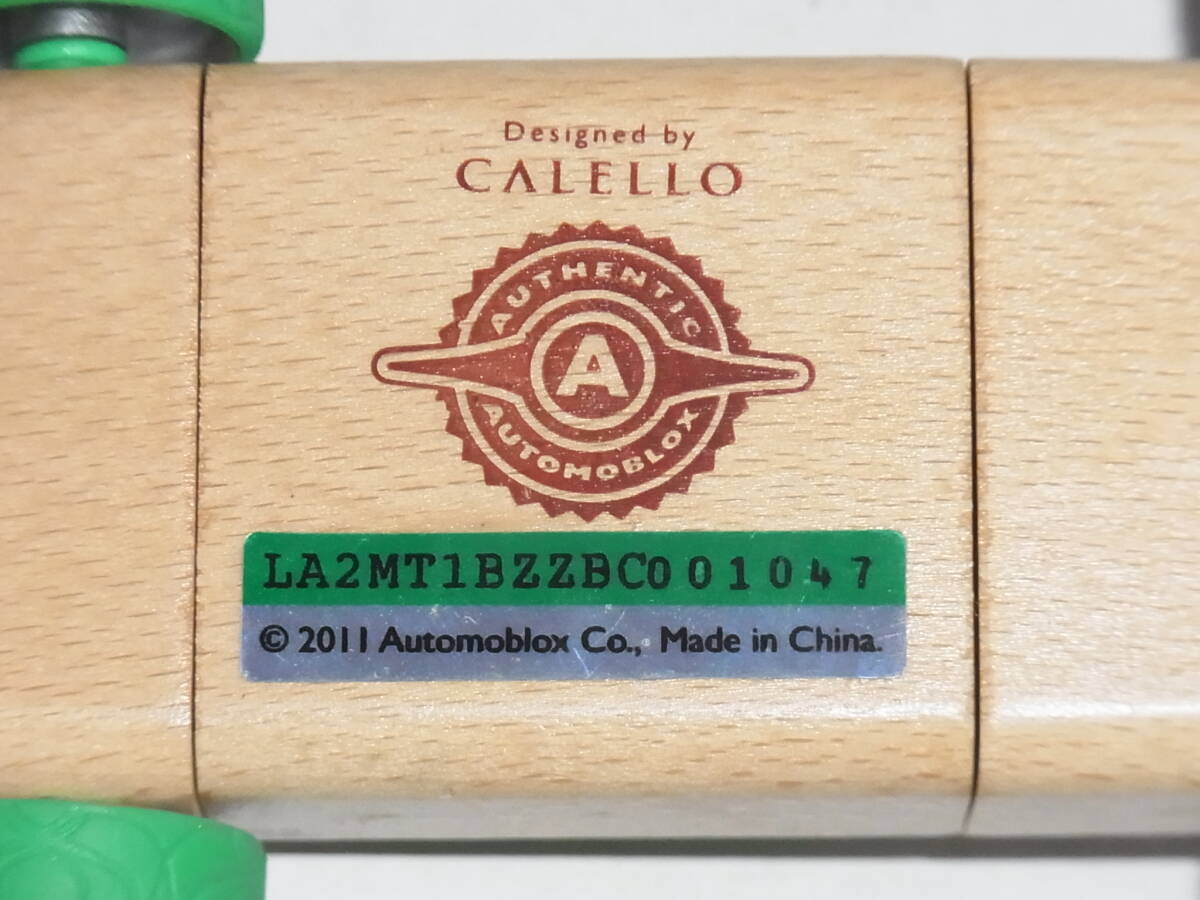 Designed by
CALELLO
AUTHENTIC
A
AUTOMOBLOX
LA2MT1BZZBC001047
© 2011 Automoblox Co., Made in China.